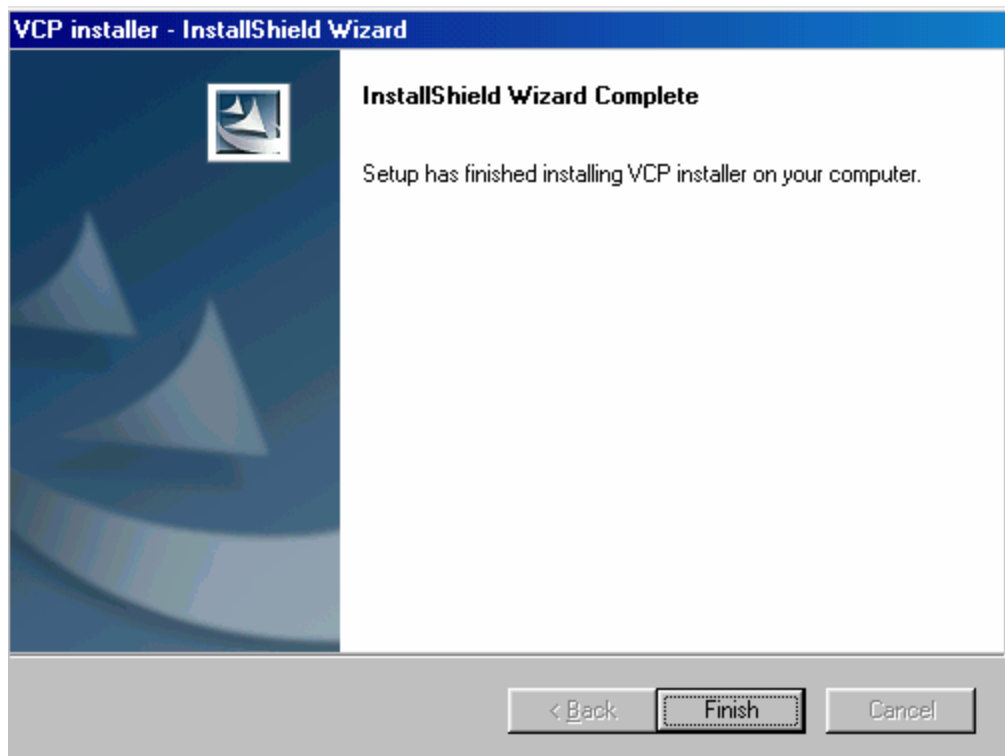 VCP installer - InstallShield Wizard
InstallShield Wizard Complete
Setup has finished installing VCP installer on your computer.
< Back
Finish
Cancel